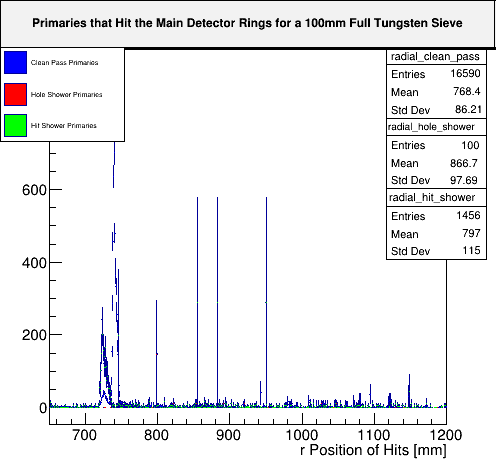 Primaries that Hit the Main Detector Rings for a 100mm Full Tungsten Sieve
Clean Pass Primaries
Hole Shower Primaries
Hit Shower Primaries
radial_clean_pass
Entries 16590
Mean 768.4
Std Dev 86.21
radial_hole_shower
Entries 100
Mean 866.7
Std Dev 97.69
radial_hit_shower
Entries 1456
Mean 797
Std Dev 115
600
400
200
0
700 800 900 1000 1100 1200
r Position of Hits [mm]